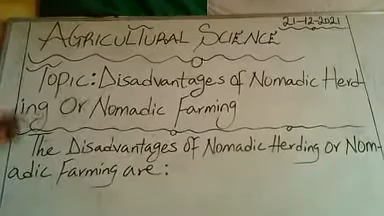 21-12-2021
AGRICULTURAL SCIENCE
Topic: Disadvantages of Nomadic Herd-
ing Or Nomadic Farming
The Disadvantages Of Nomadic Herding or Nom-
adic Farming are: